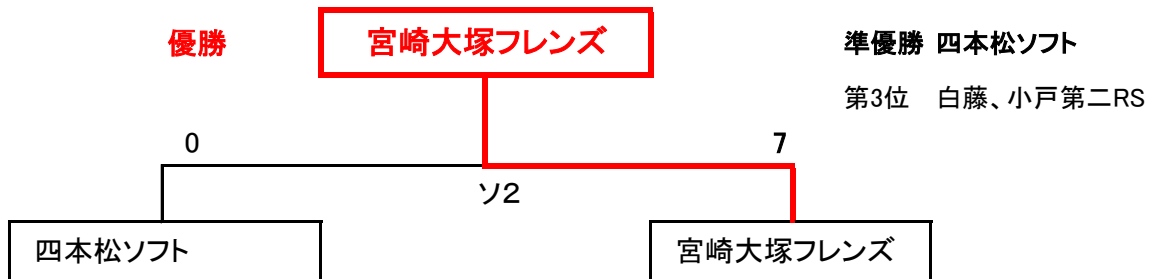 優勝
宮崎大塚フレンズ
準優勝 四本松ソフト
第3位 白藤、小戸第二RS
0
7
ソ2
四本松ソフト
宮崎大塚フレンズ